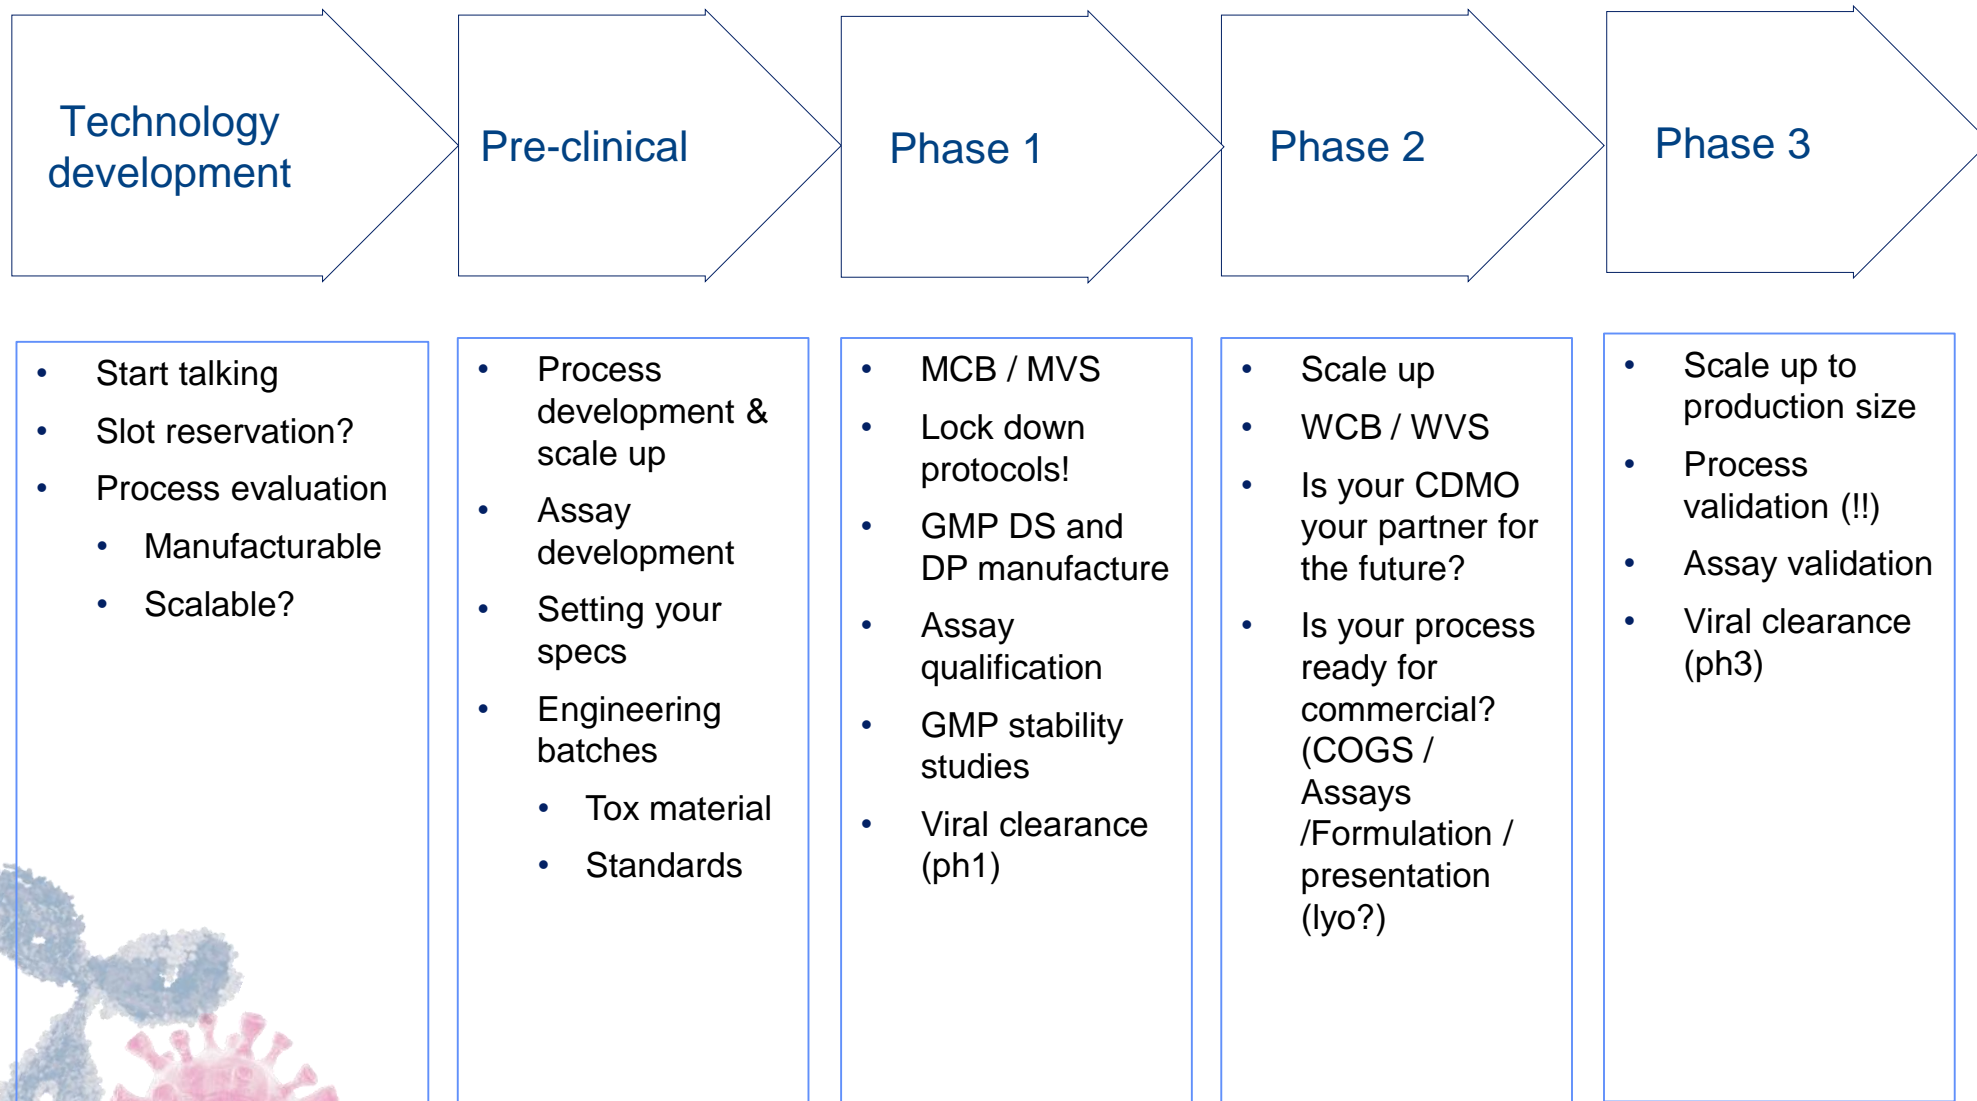 Technology
development
Pre-clinical
Phase 1
Phase 2
Phase 3
• Start talking
• Slot reservation?
• Process evaluation
• Manufacturable
• Scalable?
• Process
development &
scale up
• Assay
development
• Setting your
specs
• Engineering
batches
• Tox material
• Standards
• MCB / MVS
• Lock down
protocols!
• GMP DS and
DP manufacture
• Assay
qualification
• GMP stability
studies
• Viral clearance
(ph1)
• Scale up
• WCB / WVS
• Is your CDMO
your partner for
the future?
• Is your process
ready for
commercial?
(COGS /
Assays
/Formulation /
presentation
(lyo?)
• Scale up to
production size
• Process
validation (!!)
• Assay validation
• Viral clearance
(ph3)